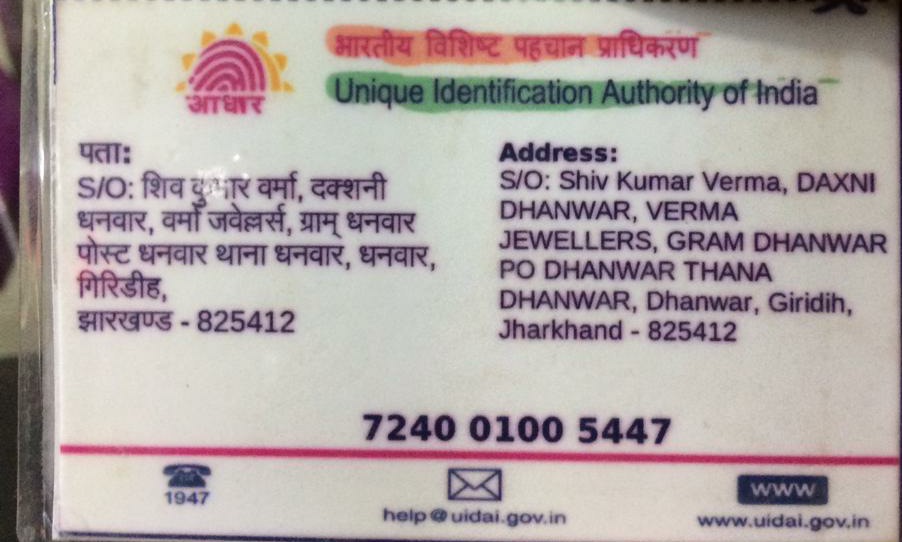 भारतीय विशिष्ट पहचान प्राधिकरण
Unique Identification Authority of India
आधार
पता:
S/O: शिव कुमार वर्मा, दक्शनी
धनवार, वर्मा जवेल्लर्स, ग्राम् धनवार
पोस्ट धनवार थाना धनवार, धनवार,
गिरिडीह,
झारखण्ड - 825412
Address:
S/O: Shiv Kumar Verma, DAXNI
DHANWAR, VERMA
JEWELLERS, GRAM DHANWAR
PO DHANWAR THANA
DHANWAR, Dhanwar, Giridih,
Jharkhand - 825412
7240 0100 5447
1947
help@uidai.gov.in
www
www.uidai.gov.in